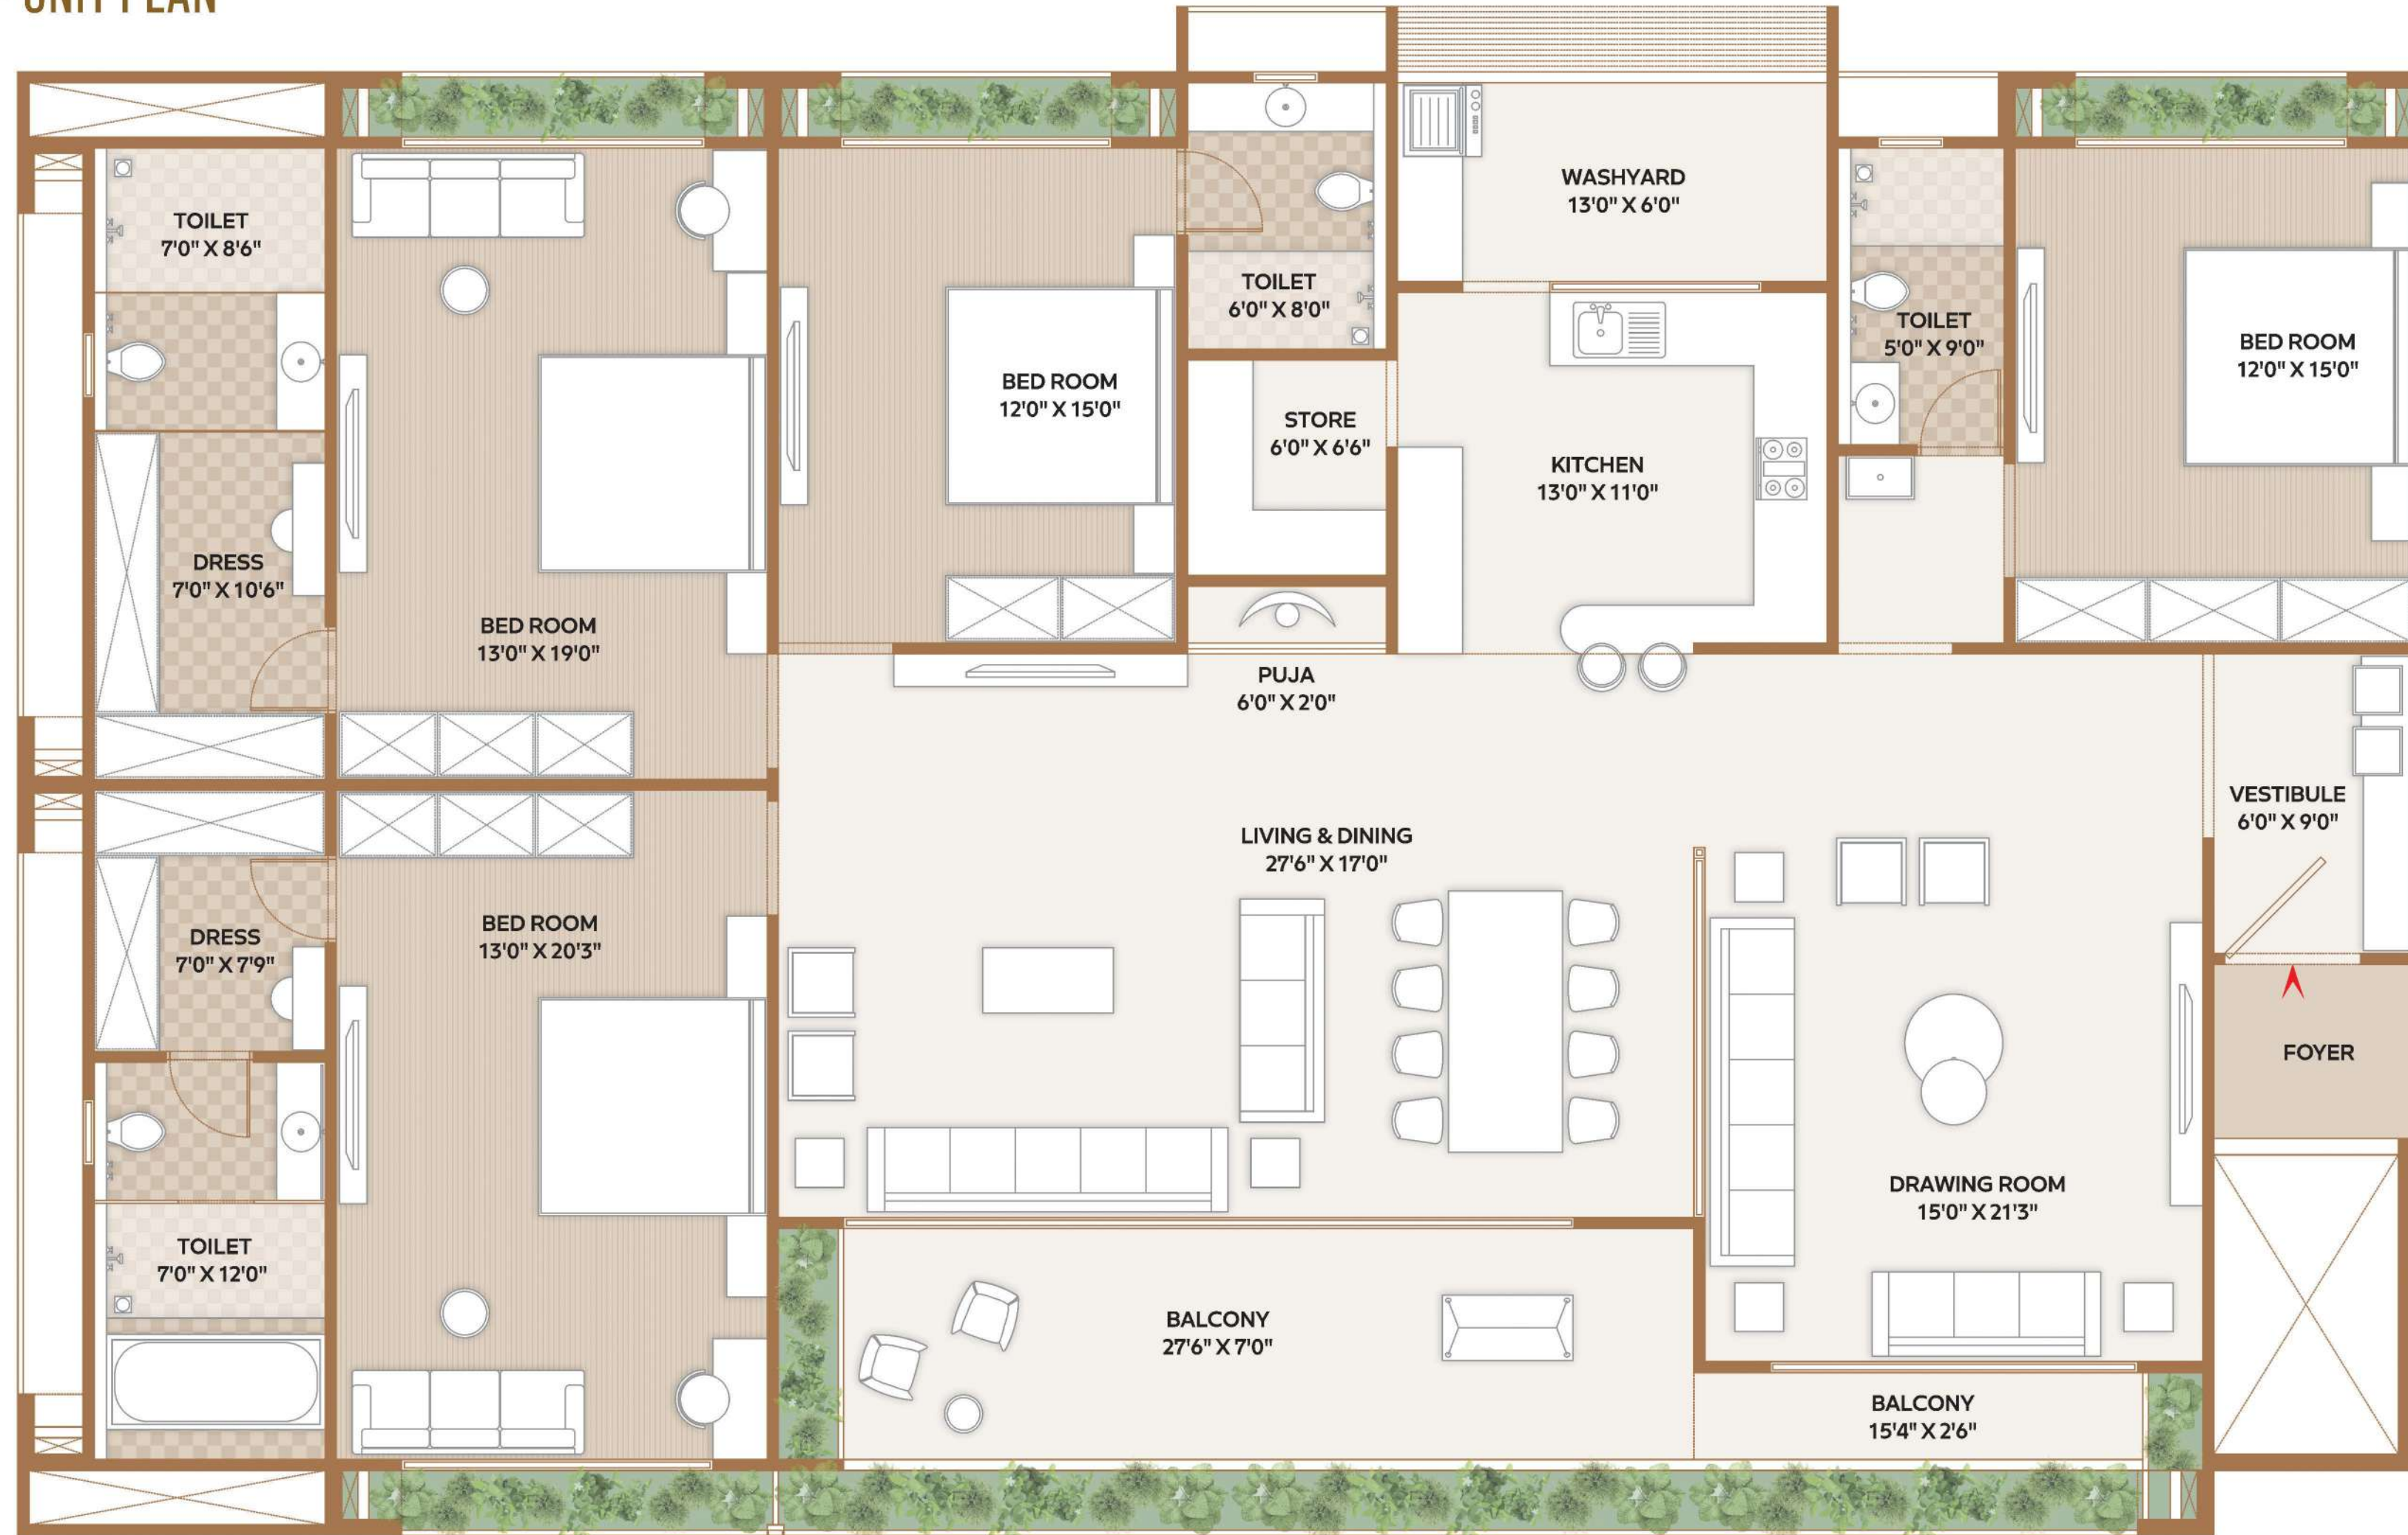 UNIT PLAN
TOILET
7'0" X 8'6"
WASHYARD
13'0" X 6'0"
TOILET
6'0" X 8'0"
TOILET
5'0" X 9'0"
BED ROOM
12'0" X 15'0"
BED ROOM
12'0" X 15'0"
STORE
6'0" X 6'6"
KITCHEN
13'0" X 11'0"
DRESS
7'0" X 10'6"
BED ROOM
13'0" X 19'0"
PUJA
6'0" X 2'0"
VESTIBULE
6'0" X 9'0"
LIVING & DINING
27'6" X 17'0"
DRESS
7'0" X 7'9"
BED ROOM
13'0" X 20'3"
FOYER
DRAWING ROOM
15'0" X 21'3"
TOILET
7'0" X 12'0"
BALCONY
27'6" X 7'0"
BALCONY
15'4" X 2'6"